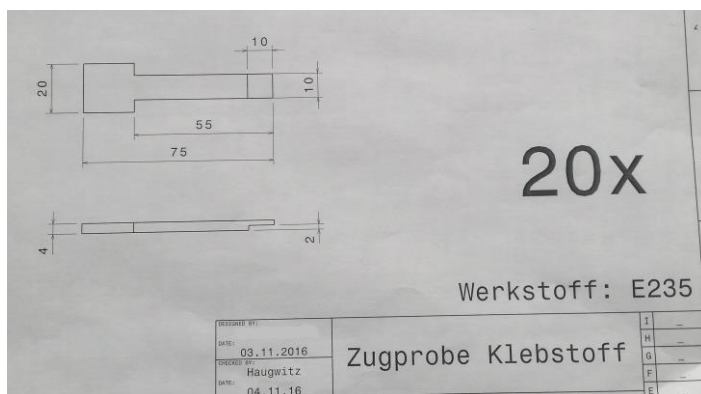 10
20
10
55
75
20x
4
2
Werkstoff: E235
DESIGNED BY:
DATE:
03.11.2016
CHECKED BY:
Haugwitz
DATE:
04.11.16
Zugprobe Klebstoff
I _
H _
G _
F _
E